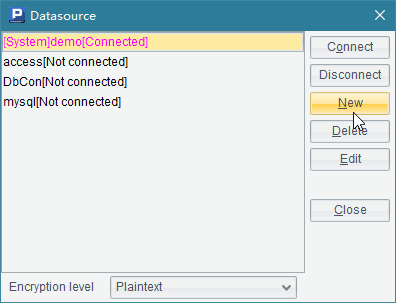 Datasource
[System]demo[Connected]
access[Not connected]
DbCon[Not connected]
mysql[Not connected]
Connect
Disconnect
New
Delete
Edit
Close
Encryption level
Plaintext